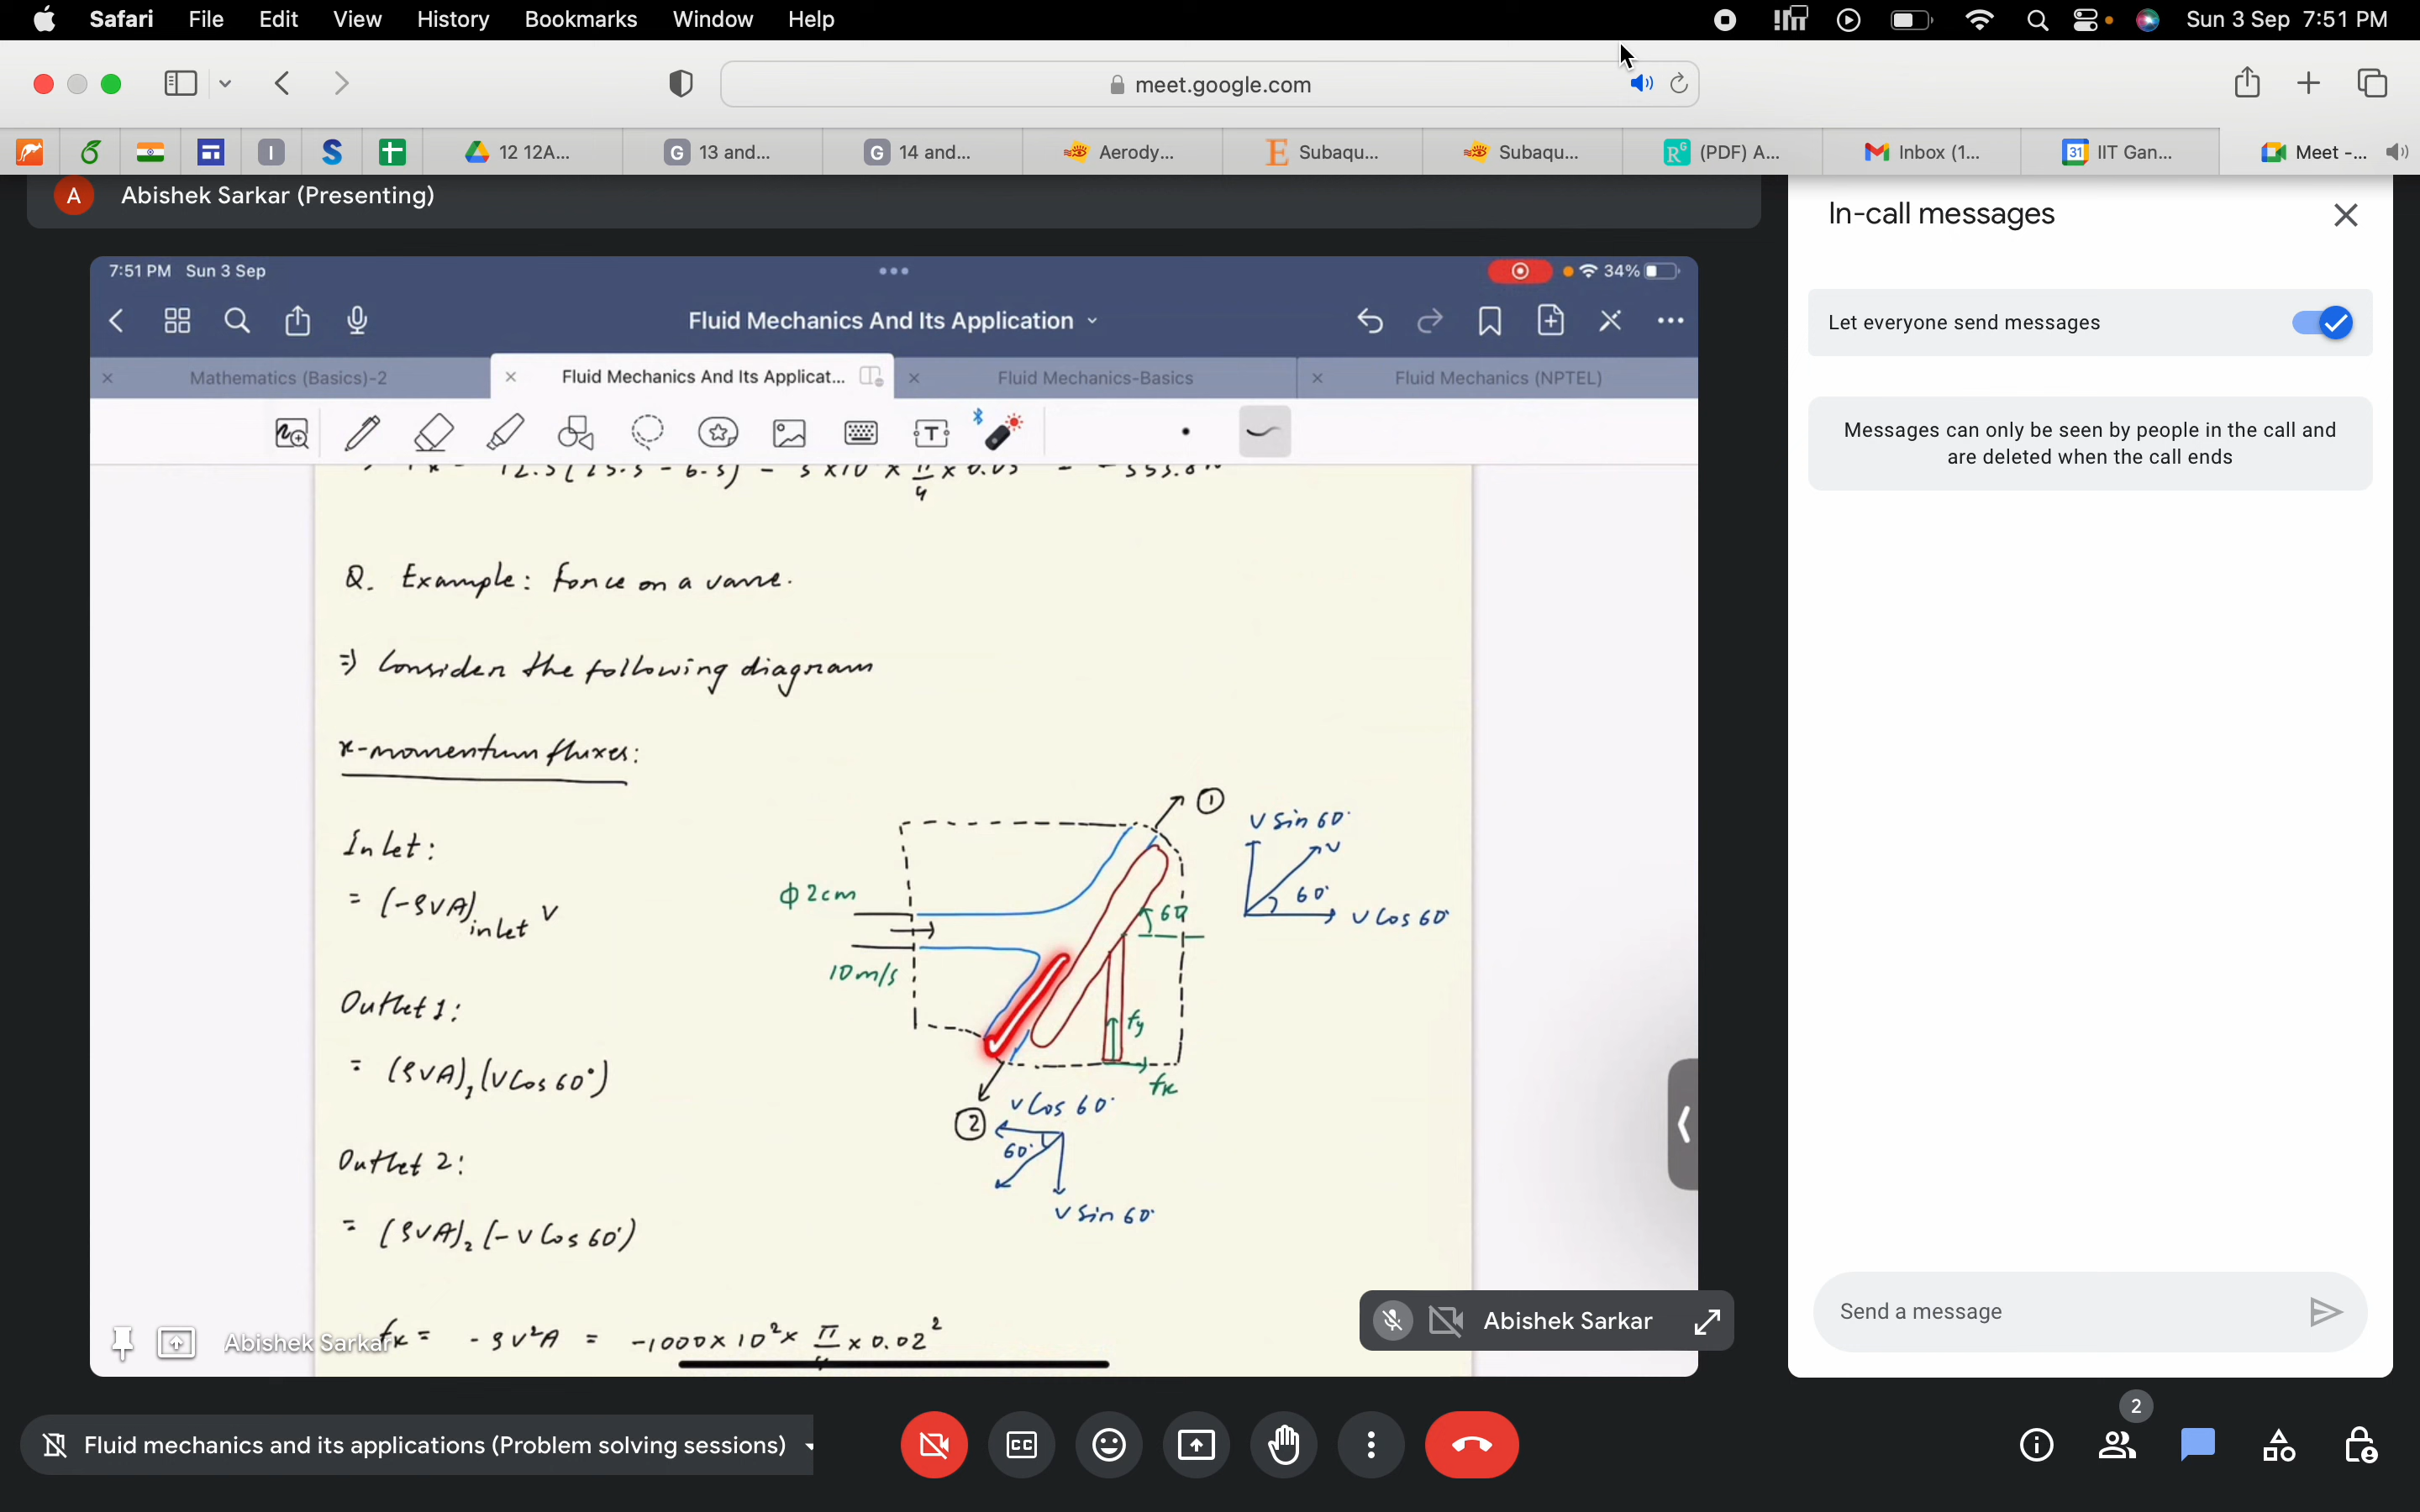 Safari File Edit View History Bookmarks Window Help Sun 3 Sep 7:51 PM
meet.google.com
12 12A... 13 and... 14 and... Aerody... Subaqu... Subaqu... (PDF) A... Inbox (1... IIT Gan... Meet -...
A Abishek Sarkar (Presenting)
7:51 PM Sun 3 Sep
34%
Fluid Mechanics And Its Application
Mathematics (Basics)-2
Fluid Mechanics And Its Applicat...
Fluid Mechanics-Basics
Fluid Mechanics (NPTEL)
Q. Example: Force on a vane.
⇒ Consider the following diagram
x-momentum fluxes:
Inlet:
= (-ρVA)inlet V
Outlet 1:
= (ρVA)₁ (V Cos 60°)
Outlet 2:
= (ρVA)₂ (- V Cos 60°)
fx = - ρV²A = -1000 × 10² × π/4 × 0.02²
φ 2cm
10 m/s
①
60
fy
fx
②
V Sin 60°
V
60°
V Cos 60°
V Cos 60°
60°
V Sin 60°
Abishek Sarkar
Abishek Sarkar
In-call messages
Let everyone send messages
Messages can only be seen by people in the call and
are deleted when the call ends
Send a message
Fluid mechanics and its applications (Problem solving sessions)
CC
2